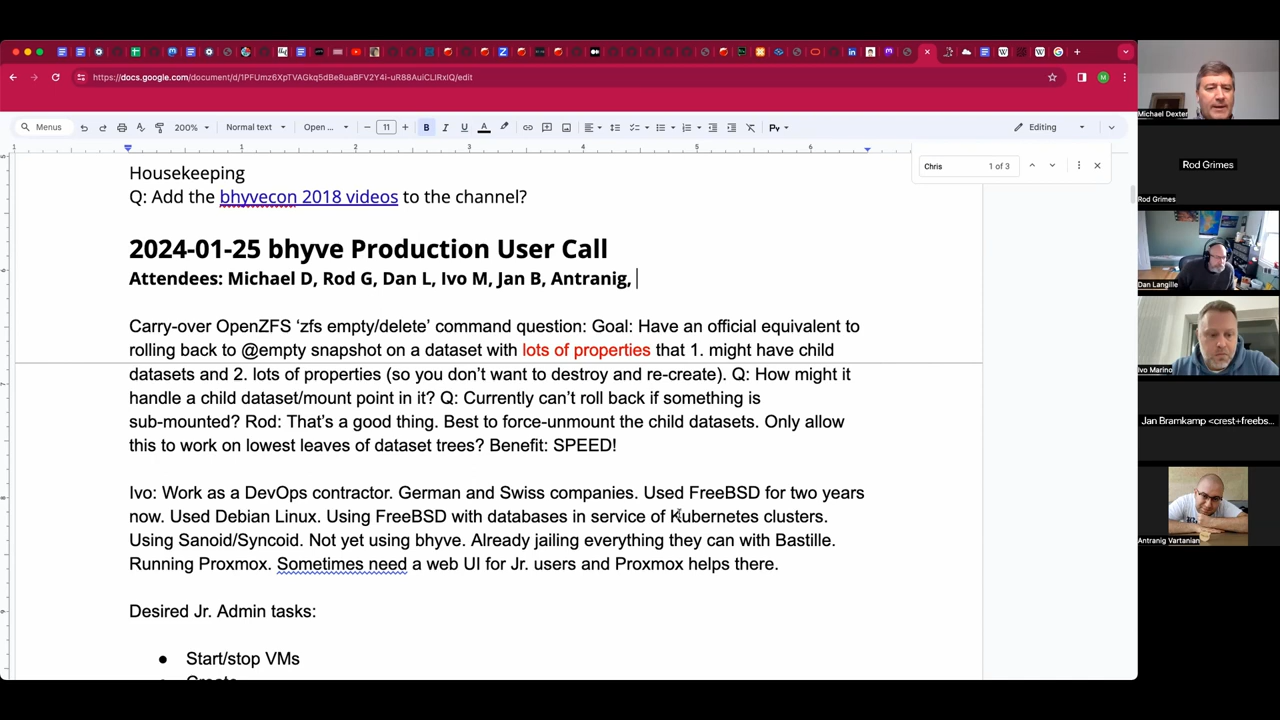 https://docs.google.com/document/d/1PFUmz6XpTVAGkq5dBe8uaBFV2Y4i-uR88AuiCLIRxIQ/edit
Menus
200%
Normal text
Open ...
11
Editing
Chris
1 of 3
Housekeeping
Q: Add the bhyvecon 2018 videos to the channel?
2024-01-25 bhyve Production User Call
Attendees: Michael D, Rod G, Dan L, Ivo M, Jan B, Antranig,
Carry-over OpenZFS ‘zfs empty/delete’ command question: Goal: Have an official equivalent to
rolling back to @empty snapshot on a dataset with lots of properties that 1. might have child
datasets and 2. lots of properties (so you don’t want to destroy and re-create). Q: How might it
handle a child dataset/mount point in it? Q: Currently can’t roll back if something is
sub-mounted? Rod: That’s a good thing. Best to force-unmount the child datasets. Only allow
this to work on lowest leaves of dataset trees? Benefit: SPEED!
Ivo: Work as a DevOps contractor. German and Swiss companies. Used FreeBSD for two years
now. Used Debian Linux. Using FreeBSD with databases in service of Kubernetes clusters.
Using Sanoid/Syncoid. Not yet using bhyve. Already jailing everything they can with Bastille.
Running Proxmox. Sometimes need a web UI for Jr. users and Proxmox helps there.
Desired Jr. Admin tasks:
● Start/stop VMs
Create
Michael Dexter
Rod Grimes
Rod Grimes
Dan Langille
Ivo Marino
Jan Bramkamp <crest+freebs...
Antranig Vartanian